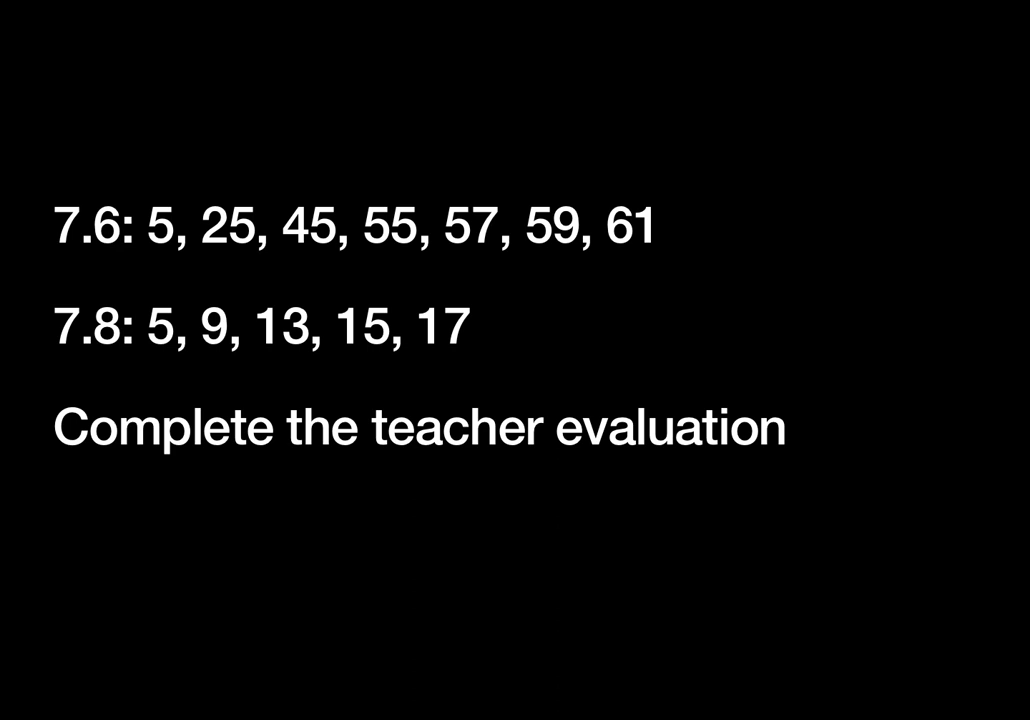 7.6: 5, 25, 45, 55, 57, 59, 61
7.8: 5, 9, 13, 15, 17
Complete the teacher evaluation